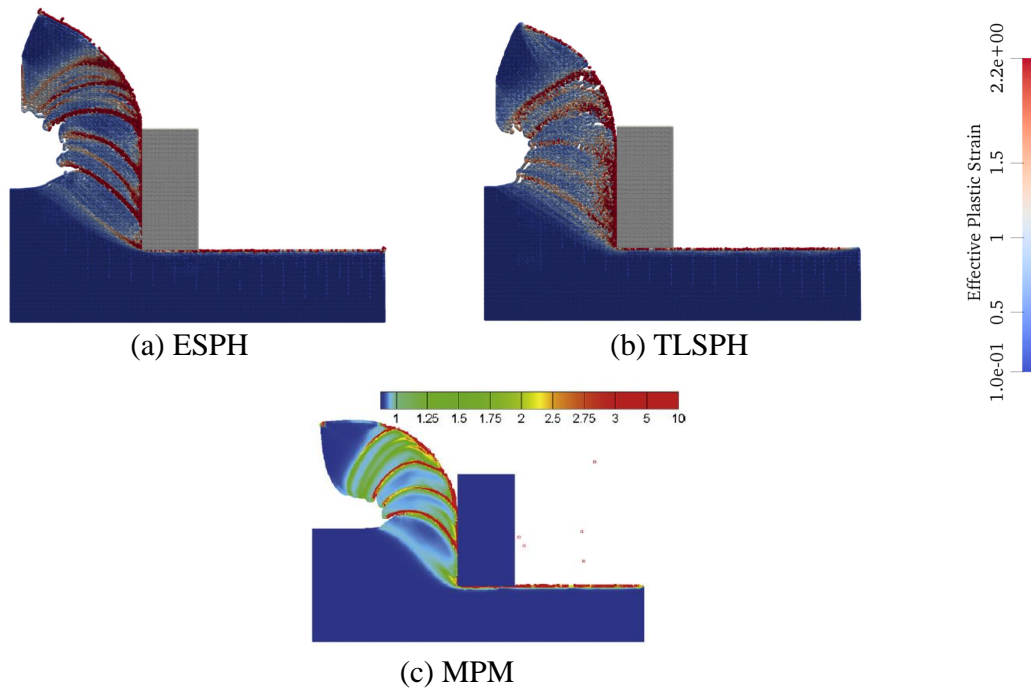 2.2e+00
1.5
1
0.5
1.0e-01
Effective Plastic Strain
(a) ESPH
(b) TLSPH
1 1.25 1.5 1.75 2 2.5 2.75 3 5 10
(c) MPM